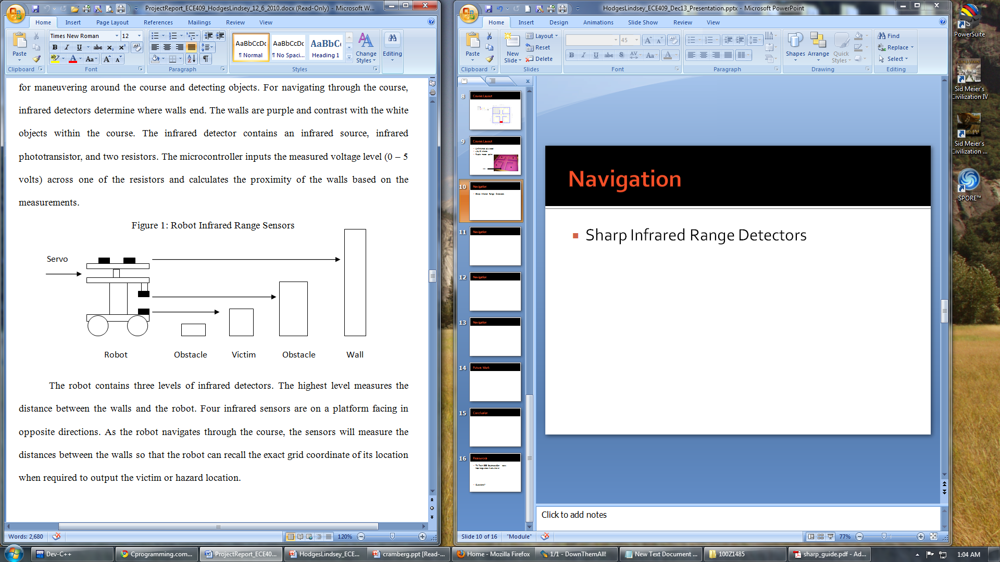 ProjectReport_ECE409_HodgesLindsey_12_6_2010.docx (Read-Only) - Microsoft W...
Home Insert Page Layout References Mailings Review View
Times New Roman 12
Paste
AaBbCcDc AaBbCcDc AaBbCc
¶ Normal ¶ No Spaci... Heading 1
Change Styles
Editing
Clipboard Font Paragraph Styles
for maneuvering around the course and detecting objects. For navigating through the course,
infrared detectors determine where walls end. The walls are purple and contrast with the white
objects within the course. The infrared detector contains an infrared source, infrared
phototransistor, and two resistors. The microcontroller inputs the measured voltage level (0 – 5
volts) across one of the resistors and calculates the proximity of the walls based on the
measurements.
Figure 1: Robot Infrared Range Sensors
Servo
Robot Obstacle Victim Obstacle Wall
The robot contains three levels of infrared detectors. The highest level measures the
distance between the walls and the robot. Four infrared sensors are on a platform facing in
opposite directions. As the robot navigates through the course, the sensors will measure the
distances between the walls so that the robot can recall the exact grid coordinate of its location
when required to output the victim or hazard location.
Words: 2,680
120%
HodgesLindsey_ECE409_Dec13_Presentation.pptx - Microsoft PowerPoint
Home Insert Design Animations Slide Show Review View
Paste
New Slide
Layout
Reset
Delete
45
Shapes Arrange Quick Styles
Find
Replace
Select
Clipboard Slides Font Paragraph Drawing Editing
8
Course Layout
9
Course Layout
Unfinished plywood
Purple
10
Navigation
Sharp Infrared Range Detectors
11
Navigation
12
Navigation
13
Navigation
14
Future Work
15
Conclusion
16
Resources
Questions?
Navigation
Sharp Infrared Range Detectors
Click to add notes
Slide 10 of 16 "Module"
77%
PowerSuite
Sid Meier's
Civilization IV
Sid Meier's
Civilization ...
SPORE™
Dev-C++
Cprogramming.com...
ProjectReport_ECE40...
HodgesLindsey_ECE...
cramberg.ppt [Read-...
Home - Mozilla Firefox
1/1 - DownThemAll!
New Text Document ...
100Z1485
sharp_guide.pdf - Ad...
1:04 AM